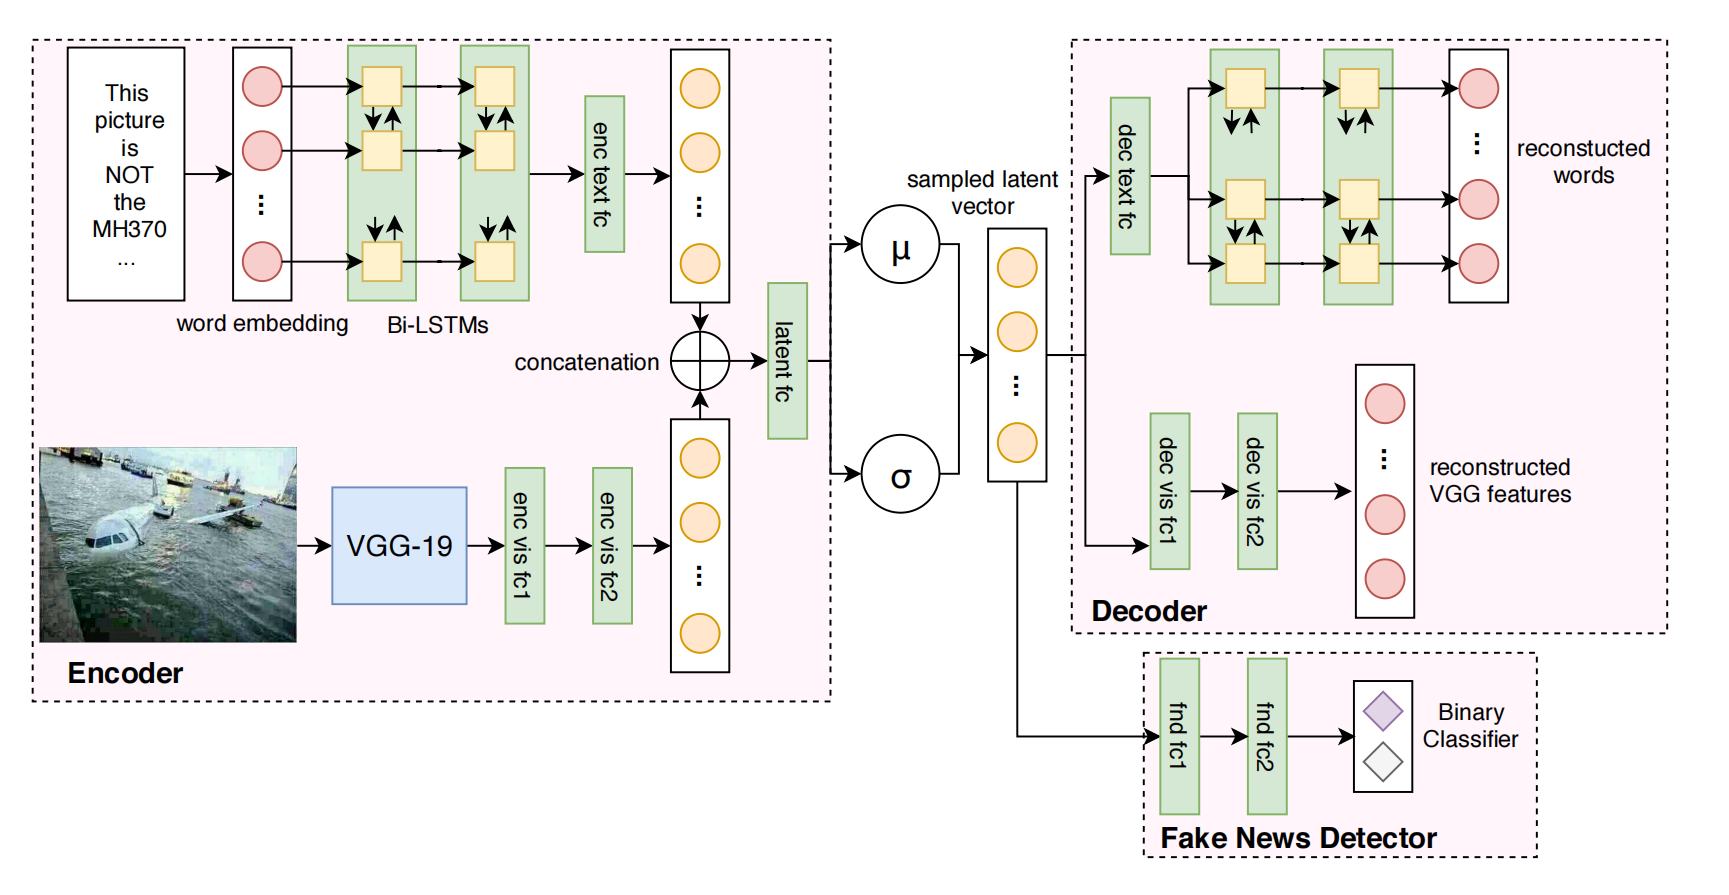 This
picture
is
NOT
the
MH370
...
word embedding
Bi-LSTMs
enc text fc
concatenation
latent fc
VGG-19
enc vis fc1
enc vis fc2
Encoder
μ
σ
sampled latent
vector
dec text fc
reconstucted
words
dec vis fc1
dec vis fc2
reconstructed
VGG features
Decoder
fnd fc1
fnd fc2
Binary
Classifier
Fake News Detector